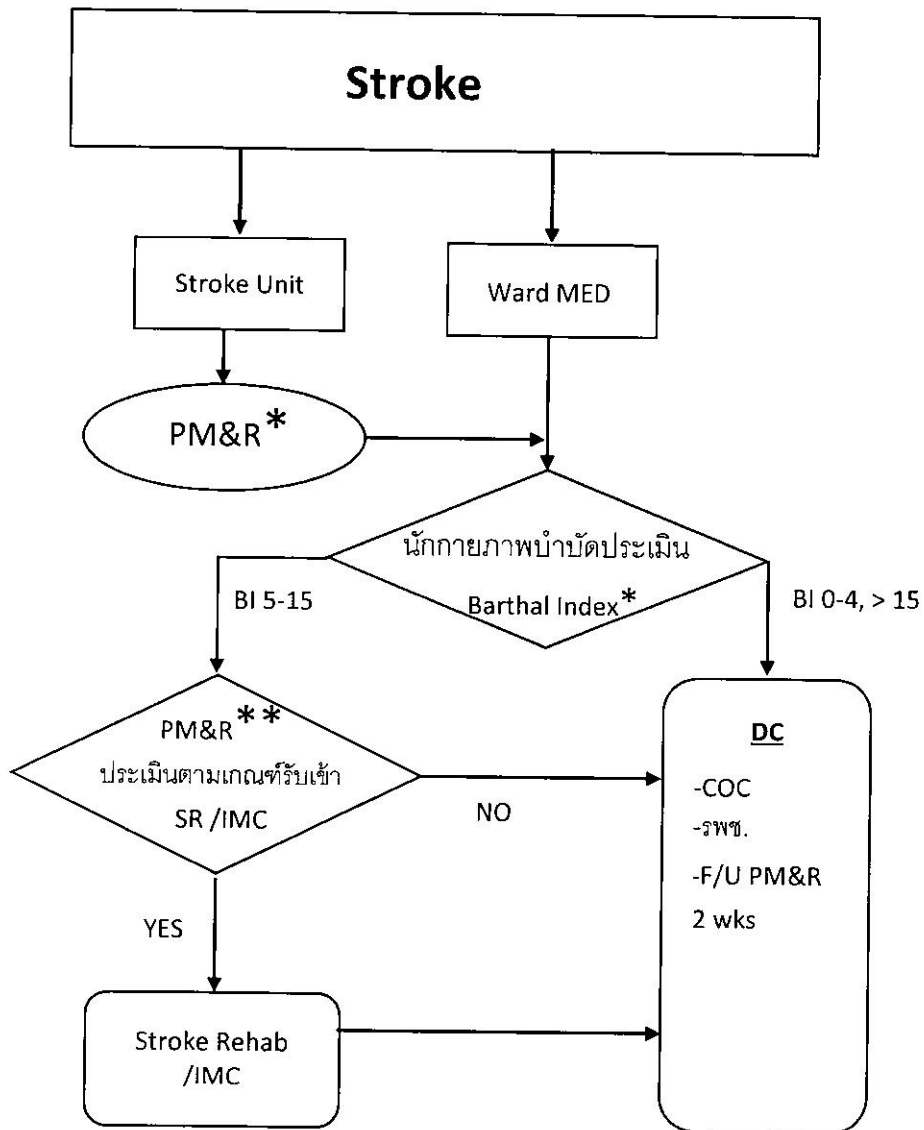 Stroke
Stroke Unit
Ward MED
PM&R*
นักกายภาพบำบัดประเมิน
Barthal Index*
BI 5-15
BI 0-4, > 15
PM&R**
ประเมินตามเกณฑ์รับเข้า
SR /IMC
NO
YES
DC
-COC
-รพช.
-F/U PM&R
2 wks
Stroke Rehab
/IMC